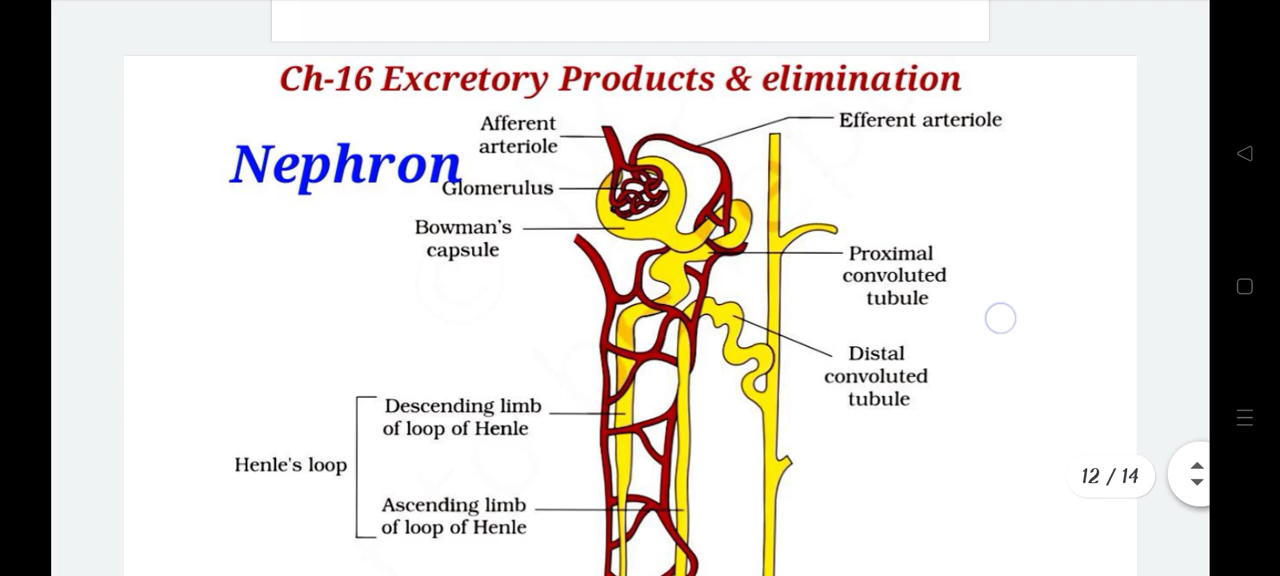 Ch-16 Excretory Products & elimination
Afferent
arteriole
Efferent arteriole
Nephron
Glomerulus
Bowman's
capsule
Proximal
convoluted
tubule
Distal
convoluted
tubule
Descending limb
of loop of Henle
Henle's loop
Ascending limb
of loop of Henle
12 / 14